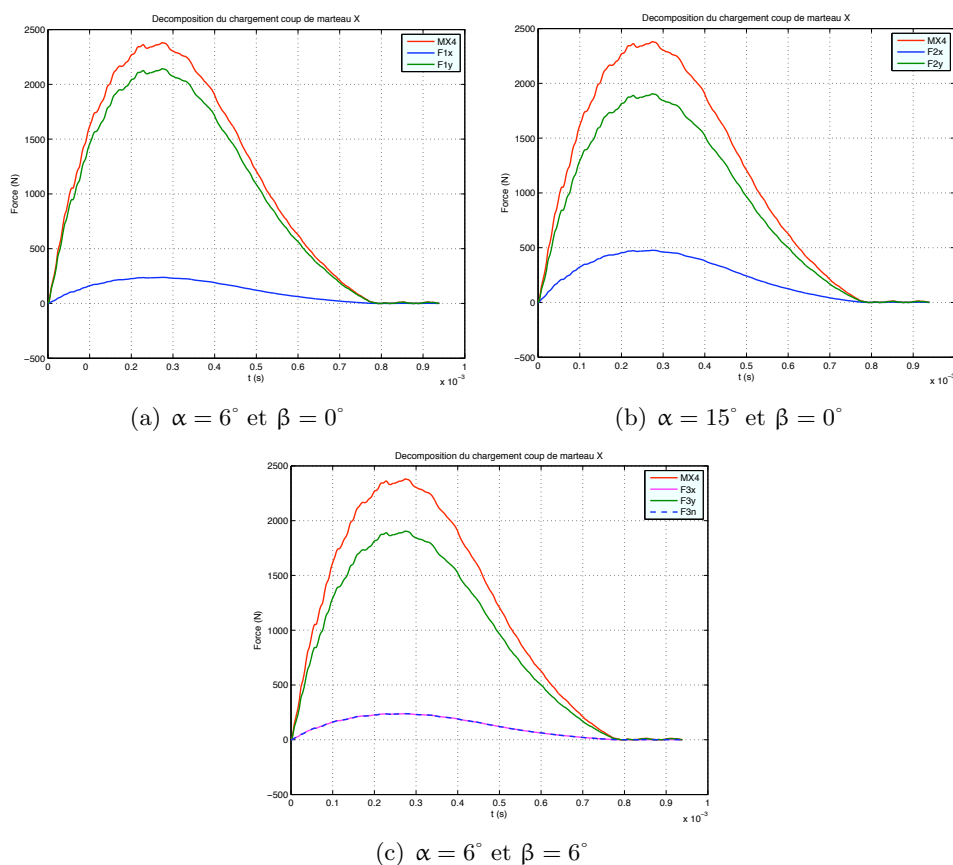 Decomposition du chargement coup de marteau X
2500
2000
1500
1000
500
0
−500
Force (N)
MX4
F1x
F1y
0 0 0.2 0.3 0.4 0.5 0.6 0.7 0.8 0.9 1
t (s)
x 10⁻³
(a) α = 6° et β = 0°
Decomposition du chargement coup de marteau X
2500
2000
1500
1000
500
0
−500
Force (N)
MX4
F2x
F2y
0 0.1 0.2 0.3 0.4 0.5 0.6 0.7 0.8 0.9
t (s)
x 10⁻³
(b) α = 15° et β = 0°
Decomposition du chargement coup de marteau X
2500
2000
1500
1000
500
0
−500
Force (N)
MX4
F3x
F3y
F3n
0 0.1 0.2 0.3 0.4 0.5 0.6 0.7 0.8 0.9 1
t (s)
x 10⁻³
(c) α = 6° et β = 6°